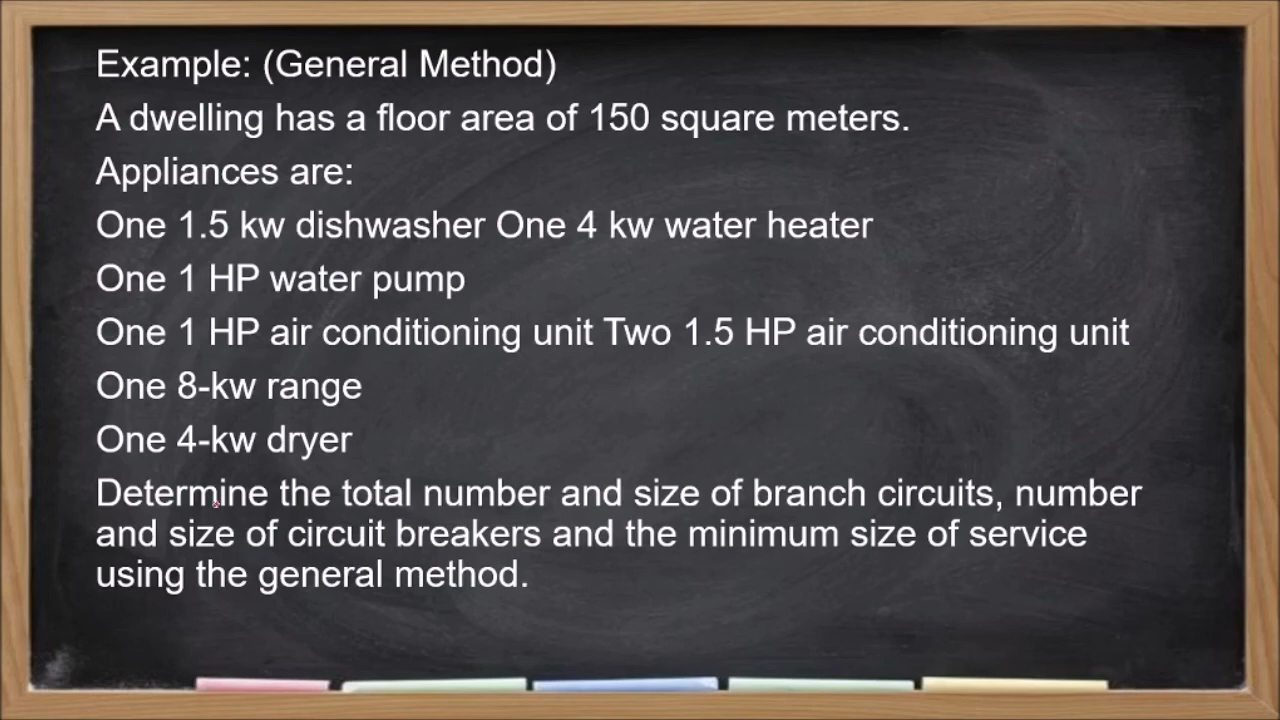 Example: (General Method)
A dwelling has a floor area of 150 square meters.
Appliances are:
One 1.5 kw dishwasher One 4 kw water heater
One 1 HP water pump
One 1 HP air conditioning unit Two 1.5 HP air conditioning unit
One 8-kw range
One 4-kw dryer
Determine the total number and size of branch circuits, number
and size of circuit breakers and the minimum size of service
using the general method.